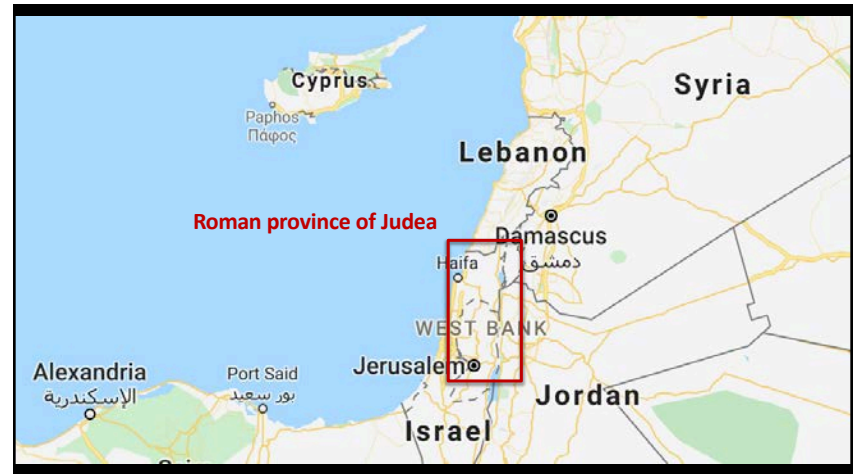 Cyprus
Syria
Paphos
Πάφος
Lebanon
Roman province of Judea
Damascus
دمشق
Haifa
WEST BANK
Alexandria
الإسكندرية
Port Said
بور سعيد
Jerusalem
Jordan
Israel